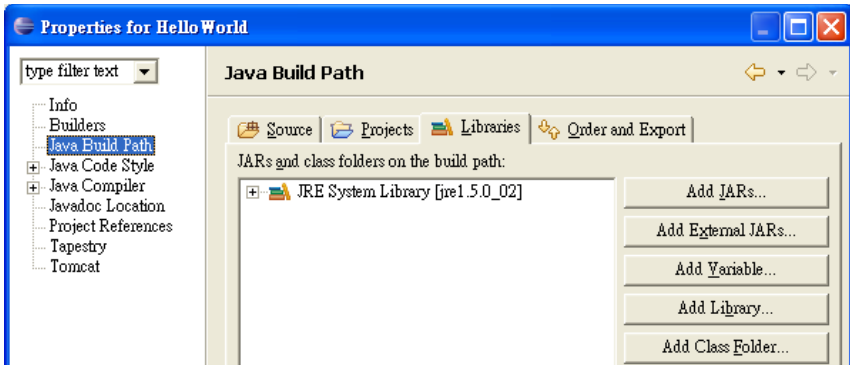 Properties for Hello World
type filter text
Info
Builders
Java Build Path
Java Code Style
Java Compiler
Javadoc Location
Project References
Tapestry
Tomcat
Java Build Path
Source
Projects
Libraries
Order and Export
JARs and class folders on the build path:
JRE System Library [jre1.5.0_02]
Add JARs...
Add External JARs...
Add Variable...
Add Library...
Add Class Folder...